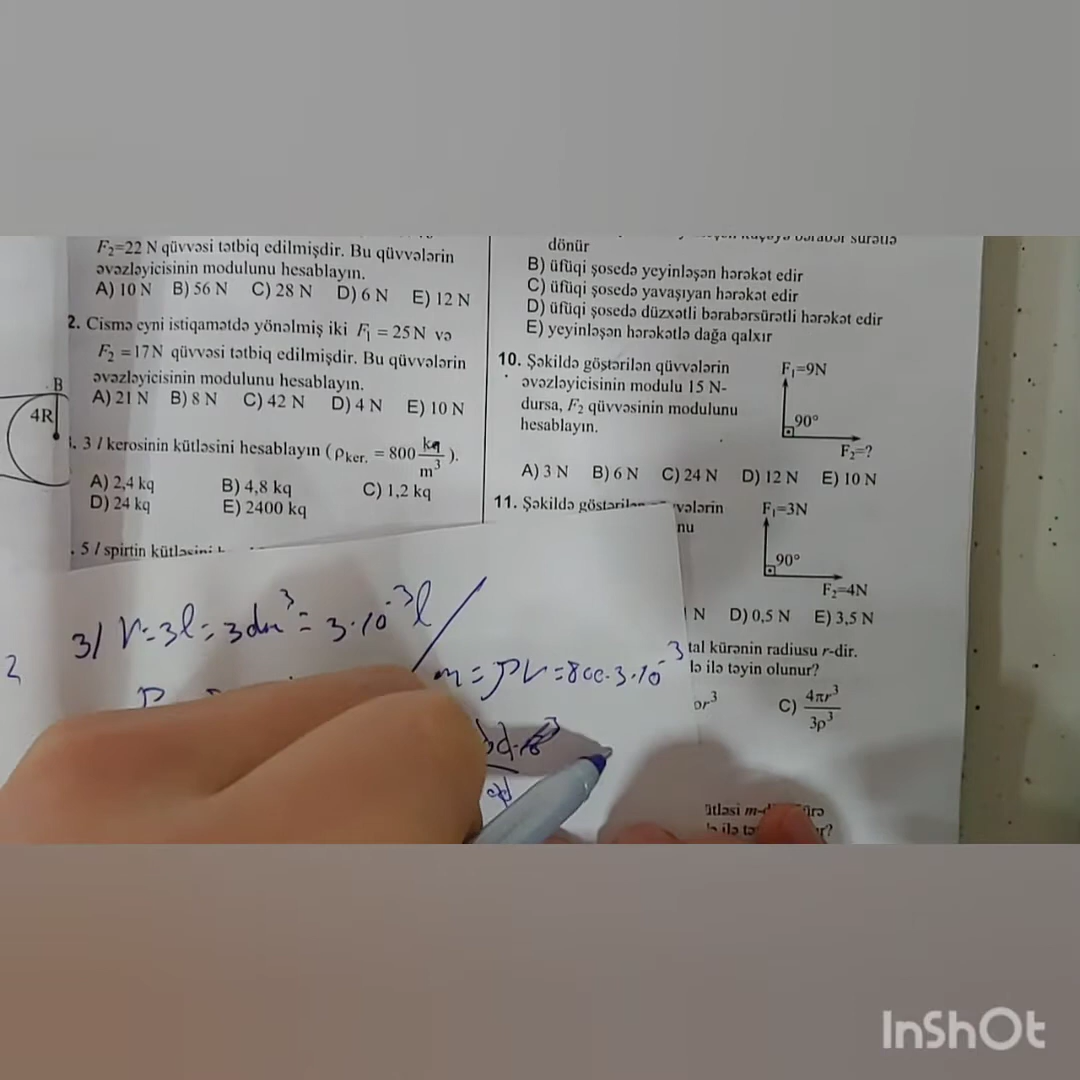 F₂=22 N qüvvəsi tətbiq edilmişdir. Bu qüvvələrin
əvəzləyicisinin modulunu hesablayın.
A) 10 N B) 56 N C) 28 N D) 6 N E) 12 N
2. Cismə eyni istiqamətdə yönəlmiş iki F₁ = 25 N və
F₂ = 17N qüvvəsi tətbiq edilmişdir. Bu qüvvələrin
əvəzləyicisinin modulunu hesablayın.
A) 21 N B) 8 N C) 42 N D) 4 N E) 10 N
B
4R
3 l kerosinin kütləsini hesablayın (ρker. = 800 kq/m³).
A) 2,4 kq B) 4,8 kq C) 1,2 kq
D) 24 kq E) 2400 kq
5 l spirtin kütləsini
dönür
B) üfüqi şosedə yeyinləşən hərəkət edir
C) üfüqi şosedə yavaşıyan hərəkət edir
D) üfüqi şosedə düzxətli bərabərsürətli hərəkət edir
E) yeyinləşən hərəkətlə dağa qalxır
10. Şəkildə göstərilən qüvvələrin
əvəzləyicisinin modulu 15 N-
dursa, F₂ qüvvəsinin modulunu
hesablayın.
F₁=9N
90°
F₂=?
A) 3 N B) 6 N C) 24 N D) 12 N E) 10 N
11. Şəkildə
F₁=3N
90°
F₂=4N
N D) 0,5 N E) 3,5 N
kürənin radiusu r-dir.
ilə təyin olunur?
C) 4πr³/3ρ³
3) V=3l=3dm³=3·10⁻³l
m=ρV=800·3·10⁻³
2
InShOt